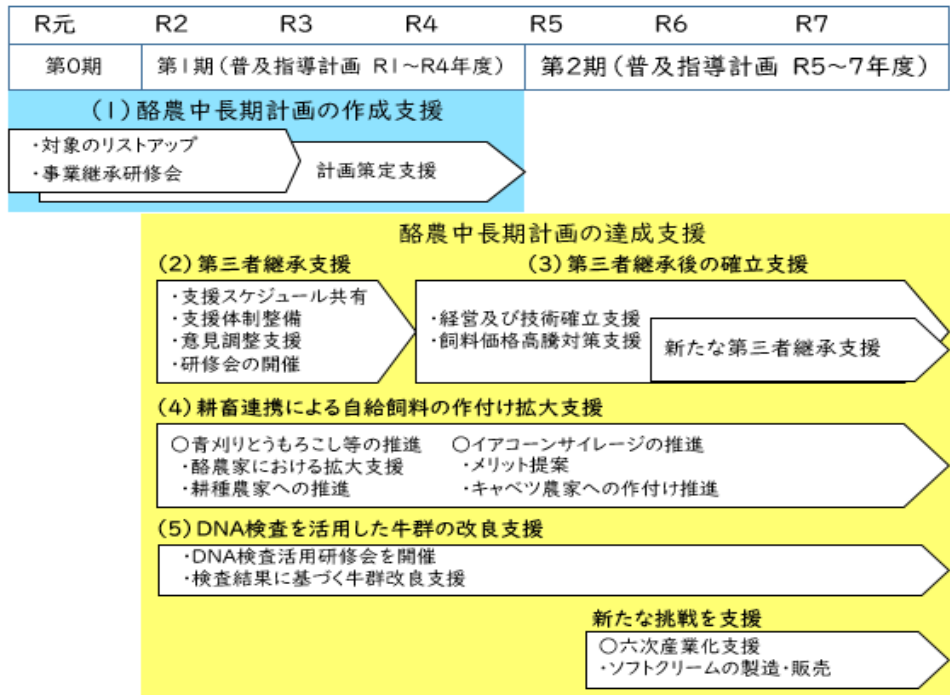 R元 R2 R3 R4 R5 R6 R7
第0期 第1期(普及指導計画 R1~R4年度) 第2期(普及指導計画 R5~7年度)
(1)酪農中長期計画の作成支援
・対象のリストアップ
・事業継承研修会
計画策定支援
酪農中長期計画の達成支援
(2)第三者継承支援
・支援スケジュール共有
・支援体制整備
・意見調整支援
・研修会の開催
(3)第三者継承後の確立支援
・経営及び技術確立支援
・飼料価格高騰対策支援
新たな第三者継承支援
(4)耕畜連携による自給飼料の作付け拡大支援
○青刈りとうもろこし等の推進
・酪農家における拡大支援
・耕種農家への推進
○イアコーンサイレージの推進
・メリット提案
・キャベツ農家への作付け推進
(5)DNA検査を活用した牛群の改良支援
・DNA検査活用研修会を開催
・検査結果に基づく牛群改良支援
新たな挑戦を支援
○六次産業化支援
・ソフトクリームの製造・販売